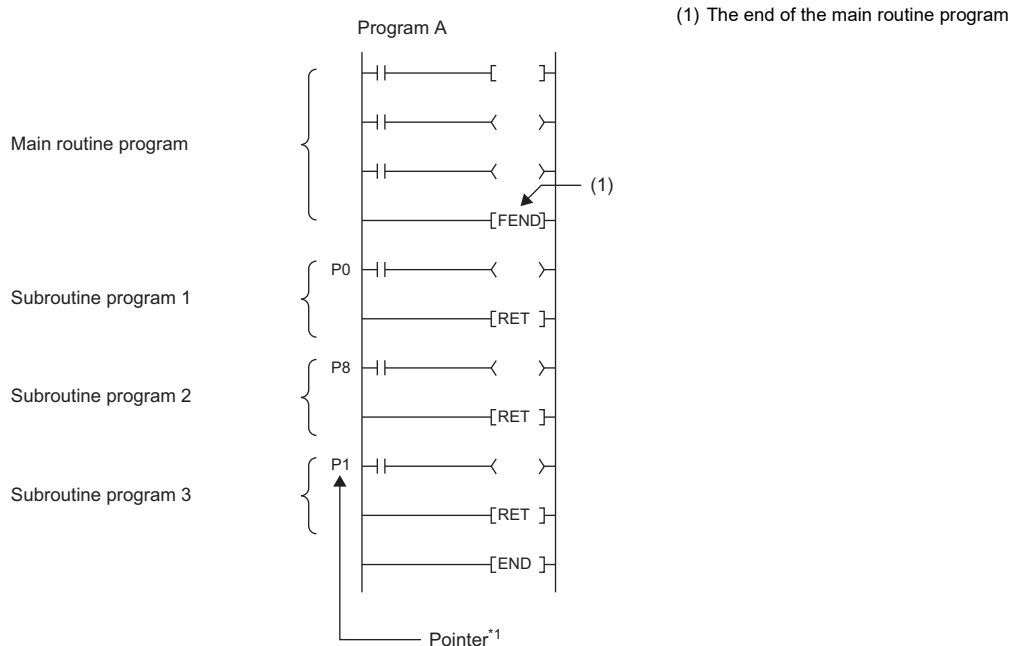 (1) The end of the main routine program
Program A
Main routine program
(1)
[FEND]
P0
Subroutine program 1
[RET ]
P8
Subroutine program 2
[RET ]
P1
Subroutine program 3
[RET ]
[END ]
Pointer*1